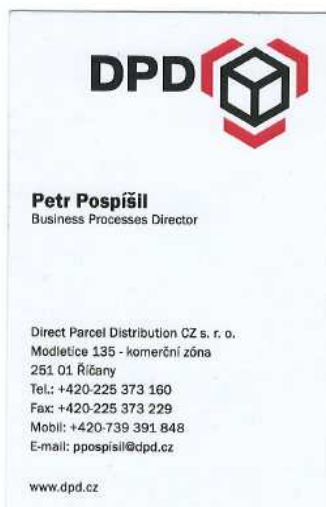 DPD
Petr Pospíšil
Business Processes Director
Direct Parcel Distribution CZ s. r. o.
Modletice 135 - komerční zóna
251 01 Říčany
Tel.: +420-225 373 160
Fax: +420-225 373 229
Mobil: +420-739 391 848
E-mail: ppospisil@dpd.cz
www.dpd.cz